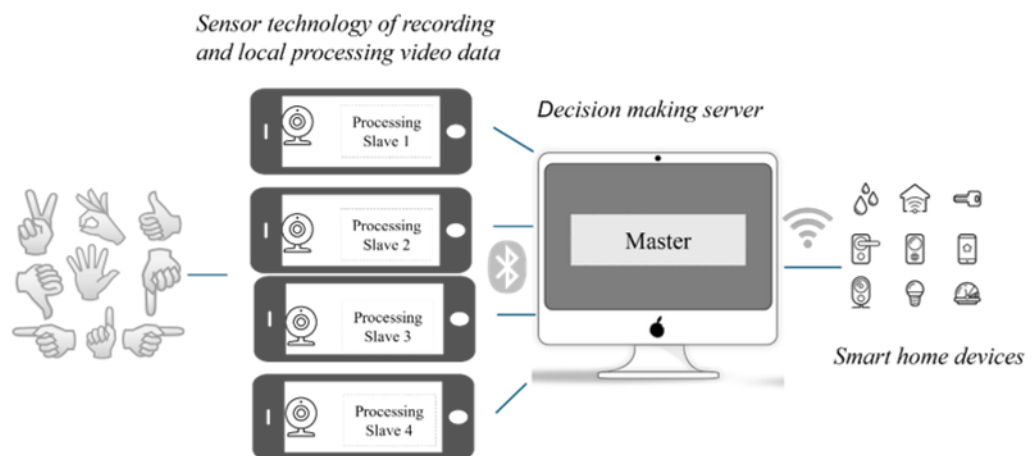 Sensor technology of recording
and local processing video data
Processing
Slave 1
Decision making server
Processing
Slave 2
Master
Processing
Slave 3
Smart home devices
Processing
Slave 4